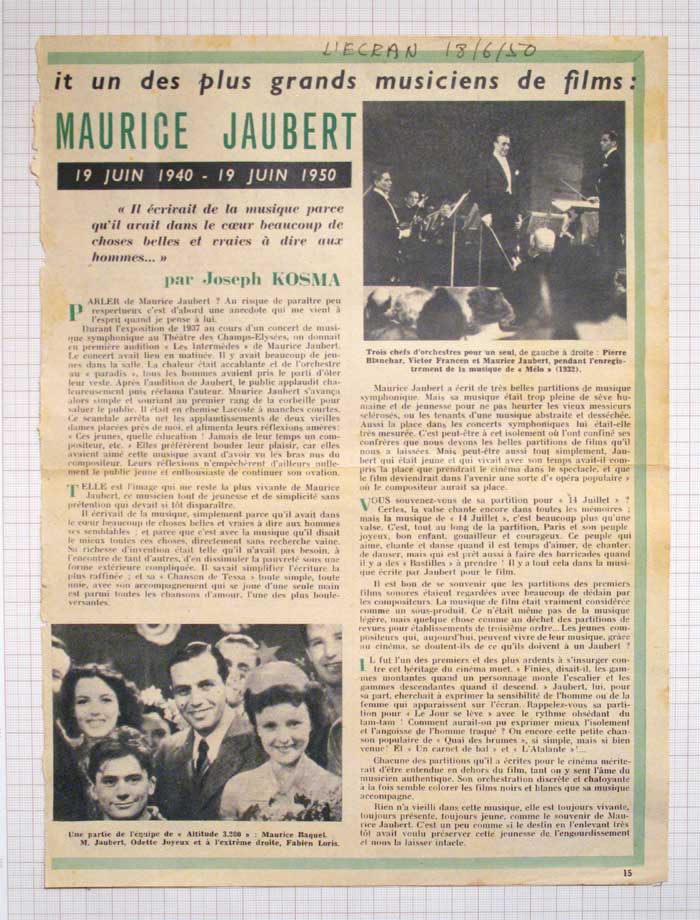 L'ECRAN 18/6/50
it un des plus grands musiciens de films :
MAURICE JAUBERT
19 JUIN 1940 - 19 JUIN 1950
« Il écrivait de la musique parce
qu'il avait dans le cœur beaucoup de
choses belles et vraies à dire aux
hommes... »
par Joseph KOSMA
PARLER de Maurice Jaubert ? Au risque de paraître peu
respectueux c'est d'abord une anecdote qui me vient à
l'esprit quand je pense à lui.
Durant l'exposition de 1937 au cours d'un concert de musi-
que symphonique au Théâtre des Champs-Elysées, on donnait
en première audition « Les Intermèdes » de Maurice Jaubert.
Le concert avait lieu en matinée. Il y avait beaucoup de jeu-
nes dans la salle. La chaleur était accablante et de l'orchestre
au « paradis », tous les hommes avaient pris le parti d'ôter
leur veste. Après l'audition de Jaubert, le public applaudit cha-
leureusement puis réclama l'auteur. Maurice Jaubert s'avança
alors simple et souriant au premier rang de la corbeille pour
saluer le public. Il était en chemise Lacoste à manches courtes.
Ce scandale arrêta net les applaudissements de deux vieilles
dames placées près de moi, et alimenta leurs réflexions amères:
« Ces jeunes, quelle éducation ! Jamais de leur temps un com-
positeur, etc. » Elles préférèrent bouder leur plaisir, car elles
avaient aimé cette musique avant d'avoir vu les bras nus du
compositeur. Leurs réflexions n'empêchèrent d'ailleurs nulle-
ment le public jeune et enthousiaste de continuer son ovation.
TELLE est l'image qui me reste la plus vivante de Maurice
Jaubert, ce musicien tout de jeunesse et de simplicité sans
prétention qui devait si tôt disparaître.
Il écrivait de la musique, simplement parce qu'il avait dans
le cœur beaucoup de choses belles et vraies à dire aux hommes
ses semblables ; et parce que c'est avec la musique qu'il disait
le mieux toutes ces choses, directement sans recherche vaine.
Sa richesse d'invention était telle qu'il n'avait pas besoin, à
l'encontre de tant d'autres, d'en dissimuler la pauvreté sous une
forme extérieure compliquée. Il savait simplifier l'écriture la
plus raffinée ; et sa « Chanson de Tessa » toute simple, toute
unie, avec son accompagnement qui se joue d'une seule main
est parmi toutes les chansons d'amour, l'une des plus boule-
versantes.
Une partie de l'équipe de « Altitude 3.200 » : Maurice Baquet.
M. Jaubert, Odette Joyeux et à l'extrême droite, Fabien Loris.
Trois chefs d'orchestres pour un seul, de gauche à droite : Pierre
Blanchar, Victor Francen et Maurice Jaubert, pendant l'enregis-
trement de la musique de « Mélo » (1932).
Maurice Jaubert a écrit de très belles partitions de musique
symphonique. Mais sa musique était trop pleine de sève hu-
maine et de jeunesse pour ne pas heurter les vieux messieurs
sclérosés, ou les tenants d'une musique abstraite et desséchée.
Aussi la place dans les concerts symphoniques lui était-elle
très mesurée. C'est peut-être à cet isolement où l'ont confiné ses
confrères que nous devons les belles partitions de films qu'il
nous a laissées. Mais peut-être aussi tout simplement, Jau-
bert qui était jeune et qui vivait avec son temps avait-il com-
pris la place que prendrait le cinéma dans le spectacle, et que
le film deviendrait dans l'avenir une sorte d'« opéra populaire »
où le compositeur aurait sa place.
VOUS souvenez-vous de sa partition pour « 14 Juillet » ?
Certes, la valse chante encore dans toutes les mémoires ;
mais la musique de « 14 Juillet », c'est beaucoup plus qu'une
valse. C'est, tout au long de la partition, Paris et son peuple
joyeux, bon enfant, gouailleur et courageux. Ce peuple qui
aime, chante et danse quand il est temps d'aimer, de chanter,
de danser, mais qui est prêt aussi à faire des barricades quand
il y a des « Bastilles » à prendre ! Il y a tout cela dans la musi-
que écrite par Jaubert pour le film.
Il est bon de se souvenir que les partitions des premiers
films sonores étaient regardées avec beaucoup de dédain par
les compositeurs. La musique de film était vraiment considérée
comme un sous-produit. Ce n'était même pas de la musique
légère, mais quelque chose comme un déchet des partitions de
revues pour établissements de troisième ordre... Les jeunes com-
positeurs qui, aujourd'hui, peuvent vivre de leur musique, grâce
au cinéma, se doutent-ils de ce qu'ils doivent à un Jaubert ?
IL fut l'un des premiers et des plus ardents à s'insurger con-
tre cet héritage du cinéma muet. « Finies, disait-il, les gam-
mes montantes quand un personnage monte l'escalier et les
gammes descendantes quand il descend. » Jaubert, lui, pour
sa part, cherchait à exprimer la sensibilité de l'homme ou de la
femme qui apparaissent sur l'écran. Rappelez-vous sa parti-
tion pour « Le Jour se lève » avec le rythme obsédant du
tam-tam ! Comment aurait-on pu exprimer mieux l'isolement
et l'angoisse de l'homme traqué ? Ou encore cette petite chan-
son populaire de « Quai des brumes », si simple, mais si bien
venue! Et « Un carnet de bal » et « L'Atalante »!...
Chacune des partitions qu'il a écrites pour le cinéma mérite-
rait d'être entendue en dehors du film, tant on y sent l'âme du
musicien authentique. Son orchestration discrète et chatoyante
à la fois semble colorer les films noirs et blancs que sa musique
accompagne.
Rien n'a vieilli dans cette musique, elle est toujours vivante,
toujours présente, toujours jeune, comme le souvenir de Mau-
rice Jaubert. C'est un peu comme si le destin en l'enlevant très
tôt avait voulu préserver cette jeunesse de l'engourdissement
et nous la laisser intacte.
15